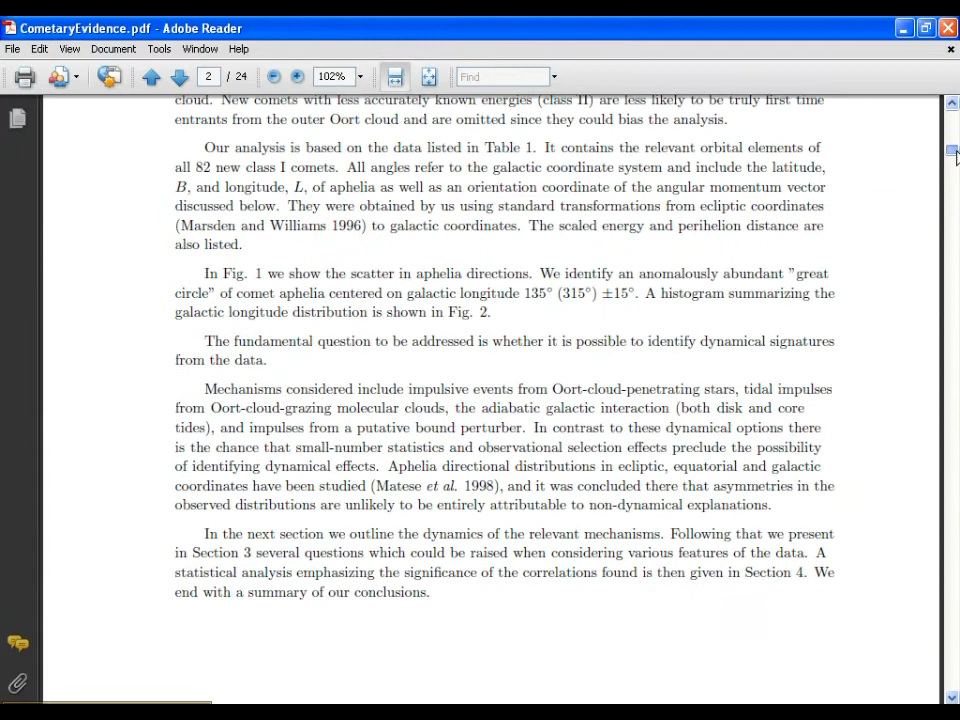 CometaryEvidence.pdf - Adobe Reader
File Edit View Document Tools Window Help
2 / 24 102% Find
cloud. New comets with less accurately known energies (class II) are less likely to be truly first time
entrants from the outer Oort cloud and are omitted since they could bias the analysis.
Our analysis is based on the data listed in Table 1. It contains the relevant orbital elements of
all 82 new class I comets. All angles refer to the galactic coordinate system and include the latitude,
B, and longitude, L, of aphelia as well as an orientation coordinate of the angular momentum vector
discussed below. They were obtained by us using standard transformations from ecliptic coordinates
(Marsden and Williams 1996) to galactic coordinates. The scaled energy and perihelion distance are
also listed.
In Fig. 1 we show the scatter in aphelia directions. We identify an anomalously abundant "great
circle" of comet aphelia centered on galactic longitude 135° (315°) ±15°. A histogram summarizing the
galactic longitude distribution is shown in Fig. 2.
The fundamental question to be addressed is whether it is possible to identify dynamical signatures
from the data.
Mechanisms considered include impulsive events from Oort-cloud-penetrating stars, tidal impulses
from Oort-cloud-grazing molecular clouds, the adiabatic galactic interaction (both disk and core
tides), and impulses from a putative bound perturber. In contrast to these dynamical options there
is the chance that small-number statistics and observational selection effects preclude the possibility
of identifying dynamical effects. Aphelia directional distributions in ecliptic, equatorial and galactic
coordinates have been studied (Matese et al. 1998), and it was concluded there that asymmetries in the
observed distributions are unlikely to be entirely attributable to non-dynamical explanations.
In the next section we outline the dynamics of the relevant mechanisms. Following that we present
in Section 3 several questions which could be raised when considering various features of the data. A
statistical analysis emphasizing the significance of the correlations found is then given in Section 4. We
end with a summary of our conclusions.